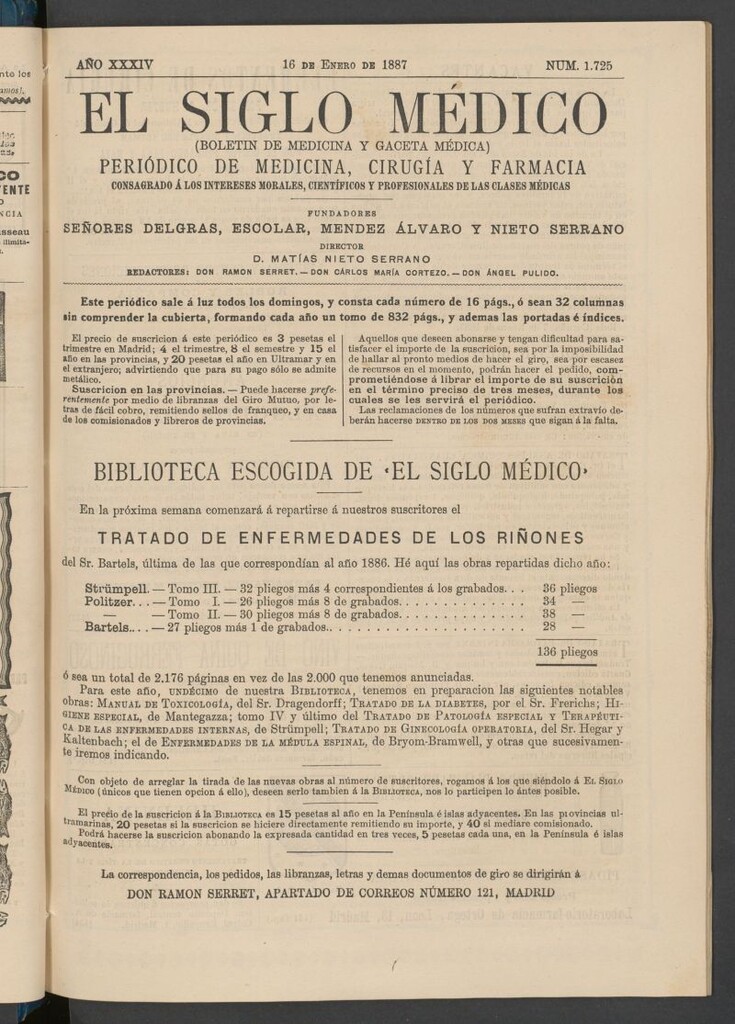 AÑO XXXIV 16 DE ENERO DE 1887 NUM. 1.725
EL SIGLO MÉDICO
(BOLETIN DE MEDICINA Y GACETA MÉDICA)
PERIÓDICO DE MEDICINA, CIRUGÍA Y FARMACIA
CONSAGRADO Á LOS INTERESES MORALES, CIENTÍFICOS Y PROFESIONALES DE LAS CLASES MÉDICAS
FUNDADORES
SEÑORES DELGRAS, ESCOLAR, MENDEZ ÁLVARO Y NIETO SERRANO
DIRECTOR
D. MATÍAS NIETO SERRANO
REDACTORES: DON RAMON SERRET. — DON CÁRLOS MARÍA CORTEZO. — DON ÁNGEL PULIDO.
Este periódico sale á luz todos los domingos, y consta cada número de 16 págs., ó sean 32 columnas
sin comprender la cubierta, formando cada año un tomo de 832 págs., y ademas las portadas é índices.
El precio de suscricion á este periódico es 3 pesetas el
trimestre en Madrid; 4 el trimestre, 8 el semestre y 15 el
año en las provincias, y 20 pesetas el año en Ultramar y en
el extranjero; advirtiendo que para su pago sólo se admite
metálico.
Suscricion en las provincias. — Puede hacerse prefe-
rentemente por medio de libranzas del Giro Mutuo, por le-
tras de fácil cobro, remitiendo sellos de franqueo, y en casa
de los comisionados y libreros de provincias.
Aquellos que deseen abonarse y tengan dificultad para sa-
tisfacer el importe de la suscricion, sea por la imposibilidad
de hallar al pronto medios de hacer el giro, sea por escasez
de recursos en el momento, podrán hacer el pedido, com-
prometiéndose á librar el importe de su suscricion
en el término preciso de tres meses, durante los
cuales se les servirá el periódico.
Las reclamaciones de los números que sufran extravío de-
berán hacerse DENTRO DE LOS DOS MESES que sigan á la falta.
BIBLIOTECA ESCOGIDA DE «EL SIGLO MÉDICO»
En la próxima semana comenzará á repartirse á nuestros suscritores el
TRATADO DE ENFERMEDADES DE LOS RIÑONES
del Sr. Bartels, última de las que correspondían al año 1886. Hé aquí las obras repartidas dicho año:
Strümpell. — Tomo III. — 32 pliegos más 4 correspondientes á los grabados. . . 36 pliegos
Politzer. . . — Tomo I. — 26 pliegos más 8 de grabados. . . . . . . . . . . . . 34 —
— — Tomo II. — 30 pliegos más 8 de grabados. . . . . . . . . . . . . 38 —
Bartels. . . . — 27 pliegos más 1 de grabados. . . . . . . . . . . . . . . . . . . . 28 —
136 pliegos
ó sea un total de 2.176 páginas en vez de las 2.000 que tenemos anunciadas.
Para este año, UNDÉCIMO de nuestra BIBLIOTECA, tenemos en preparacion las siguientes notables
obras: MANUAL DE TOXICOLOGÍA, del Sr. Dragendorff; TRATADO DE LA DIABETES, por el Sr. Frerichs; HI-
GIENE ESPECIAL, de Mantegazza; tomo IV y último del TRATADO DE PATOLOGÍA ESPECIAL Y TERAPÉUTI-
CA DE LAS ENFERMEDADES INTERNAS, de Strümpell; TRATADO DE GINECOLOGÍA OPERATORIA, del Sr. Hegar y
Kaltenbach; el de ENFERMEDADES DE LA MÉDULA ESPINAL, de Bryom-Bramwell, y otras que sucesivamen-
te iremos indicando.
Con objeto de arreglar la tirada de las nuevas obras al número de suscritores, rogamos á los que siéndolo á EL SIGLO
MÉDICO (únicos que tienen opcion á ello), deseen serlo tambien á la BIBLIOTECA, nos lo participen lo ántes posible.
El precio de la suscricion á la BIBLIOTECA es 15 pesetas al año en la Península é islas adyacentes. En las provincias ul-
tramarinas, 20 pesetas si la suscricion se hiciere directamente remitiendo su importe, y 40 si mediare comisionado.
Podrá hacerse la suscricion abonando la expresada cantidad en tres veces, 5 pesetas cada una, en la Península é islas
adyacentes.
La correspondencia, los pedidos, las libranzas, letras y demas documentos de giro se dirigirán á
DON RAMON SERRET, APARTADO DE CORREOS NÚMERO 121, MADRID